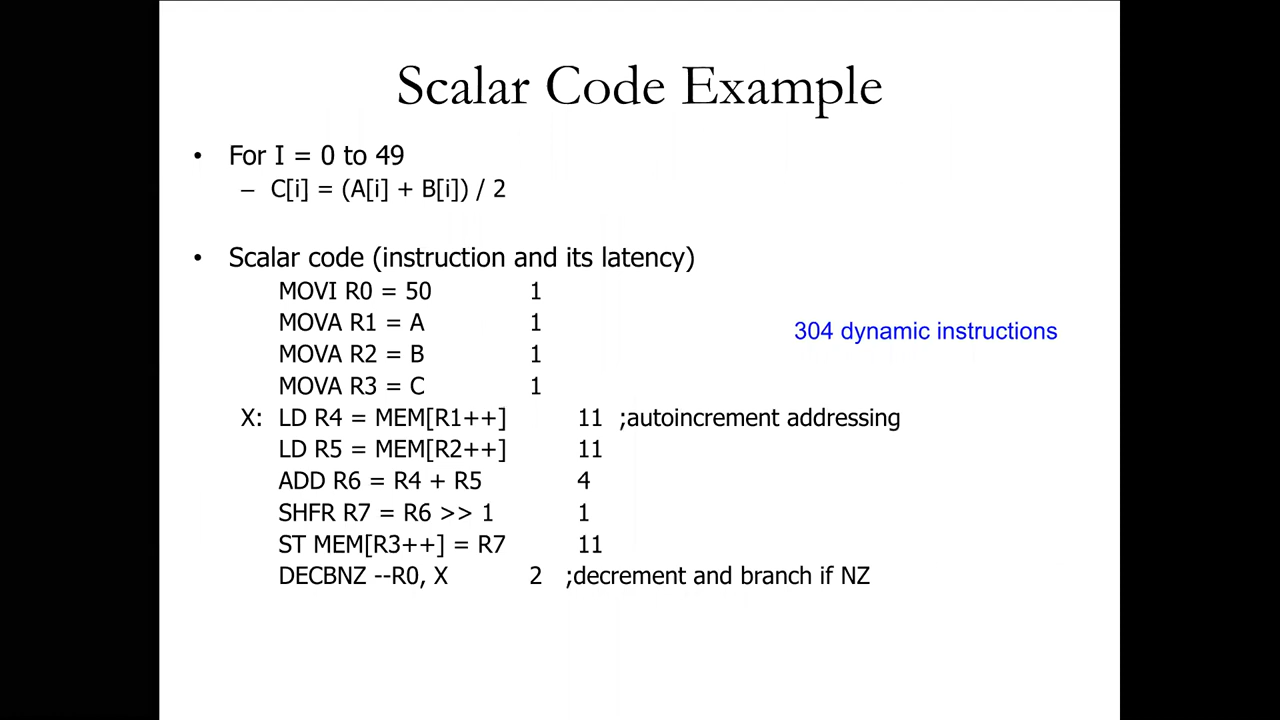 Scalar Code Example
• For I = 0 to 49
– C[i] = (A[i] + B[i]) / 2
• Scalar code (instruction and its latency)
MOVI R0 = 50 1
MOVA R1 = A 1
304 dynamic instructions
MOVA R2 = B 1
MOVA R3 = C 1
X: LD R4 = MEM[R1++] 11 ;autoincrement addressing
LD R5 = MEM[R2++] 11
ADD R6 = R4 + R5 4
SHFR R7 = R6 >> 1 1
ST MEM[R3++] = R7 11
DECBNZ --R0, X 2 ;decrement and branch if NZ